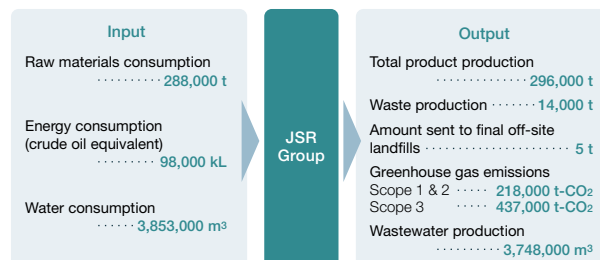 Input
Raw materials consumption
·········· 288,000 t
Energy consumption
(crude oil equivalent)
·········· 98,000 kL
Water consumption
······ 3,853,000 m³
JSR
Group
Output
Total product production
·············· 296,000 t
Waste production ······· 14,000 t
Amount sent to final off-site
landfills ······················ 5 t
Greenhouse gas emissions
Scope 1 & 2 ····· 218,000 t-CO₂
Scope 3 ····· 437,000 t-CO₂
Wastewater production
·········· 3,748,000 m³